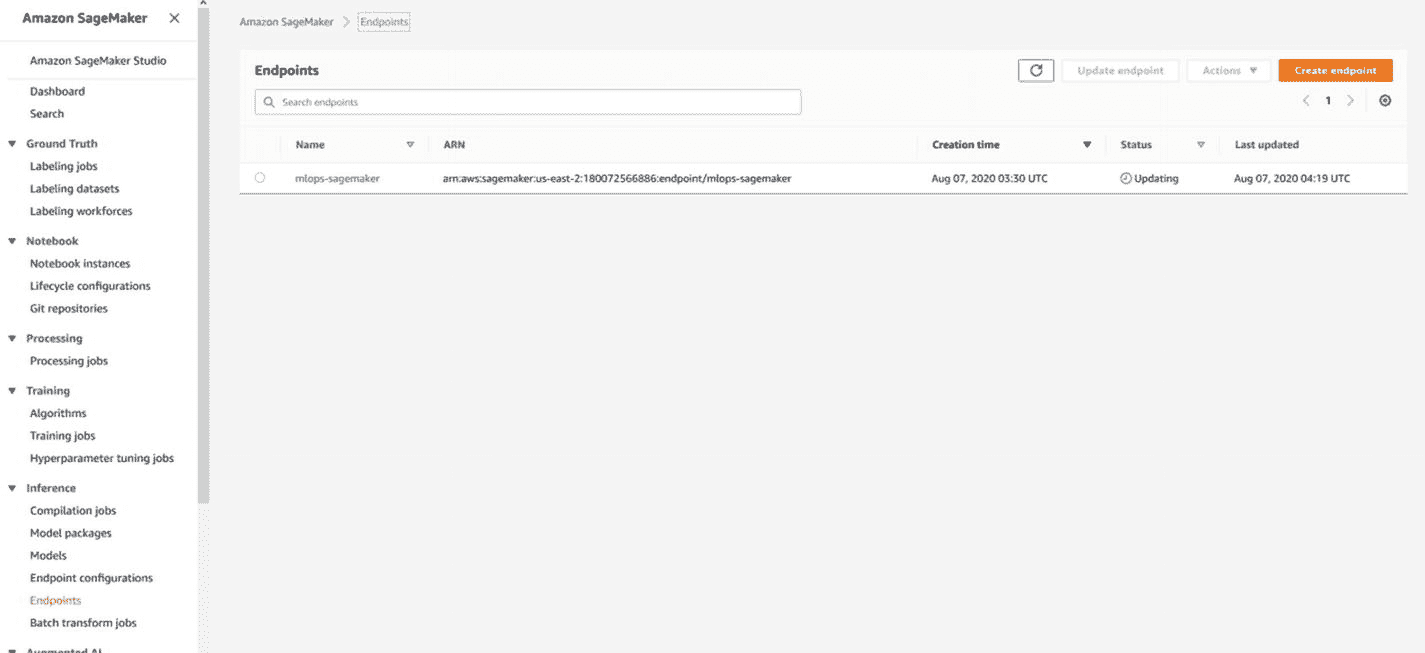 Amazon SageMaker
Amazon SageMaker Studio
Dashboard
Search
Ground Truth
Labeling jobs
Labeling datasets
Labeling workforces
Notebook
Notebook instances
Lifecycle configurations
Git repositories
Processing
Processing jobs
Training
Algorithms
Training jobs
Hyperparameter tuning jobs
Inference
Compilation jobs
Model packages
Models
Endpoint configurations
Endpoints
Batch transform jobs
Augmented AI
Amazon SageMaker > Endpoints
Endpoints
Update endpoint
Actions
Create endpoint
Search endpoints
1
Name ARN Creation time Status Last updated
mlops-sagemaker arn:aws:sagemaker:us-east-2:180072566886:endpoint/mlops-sagemaker Aug 07, 2020 03:30 UTC Updating Aug 07, 2020 04:19 UTC